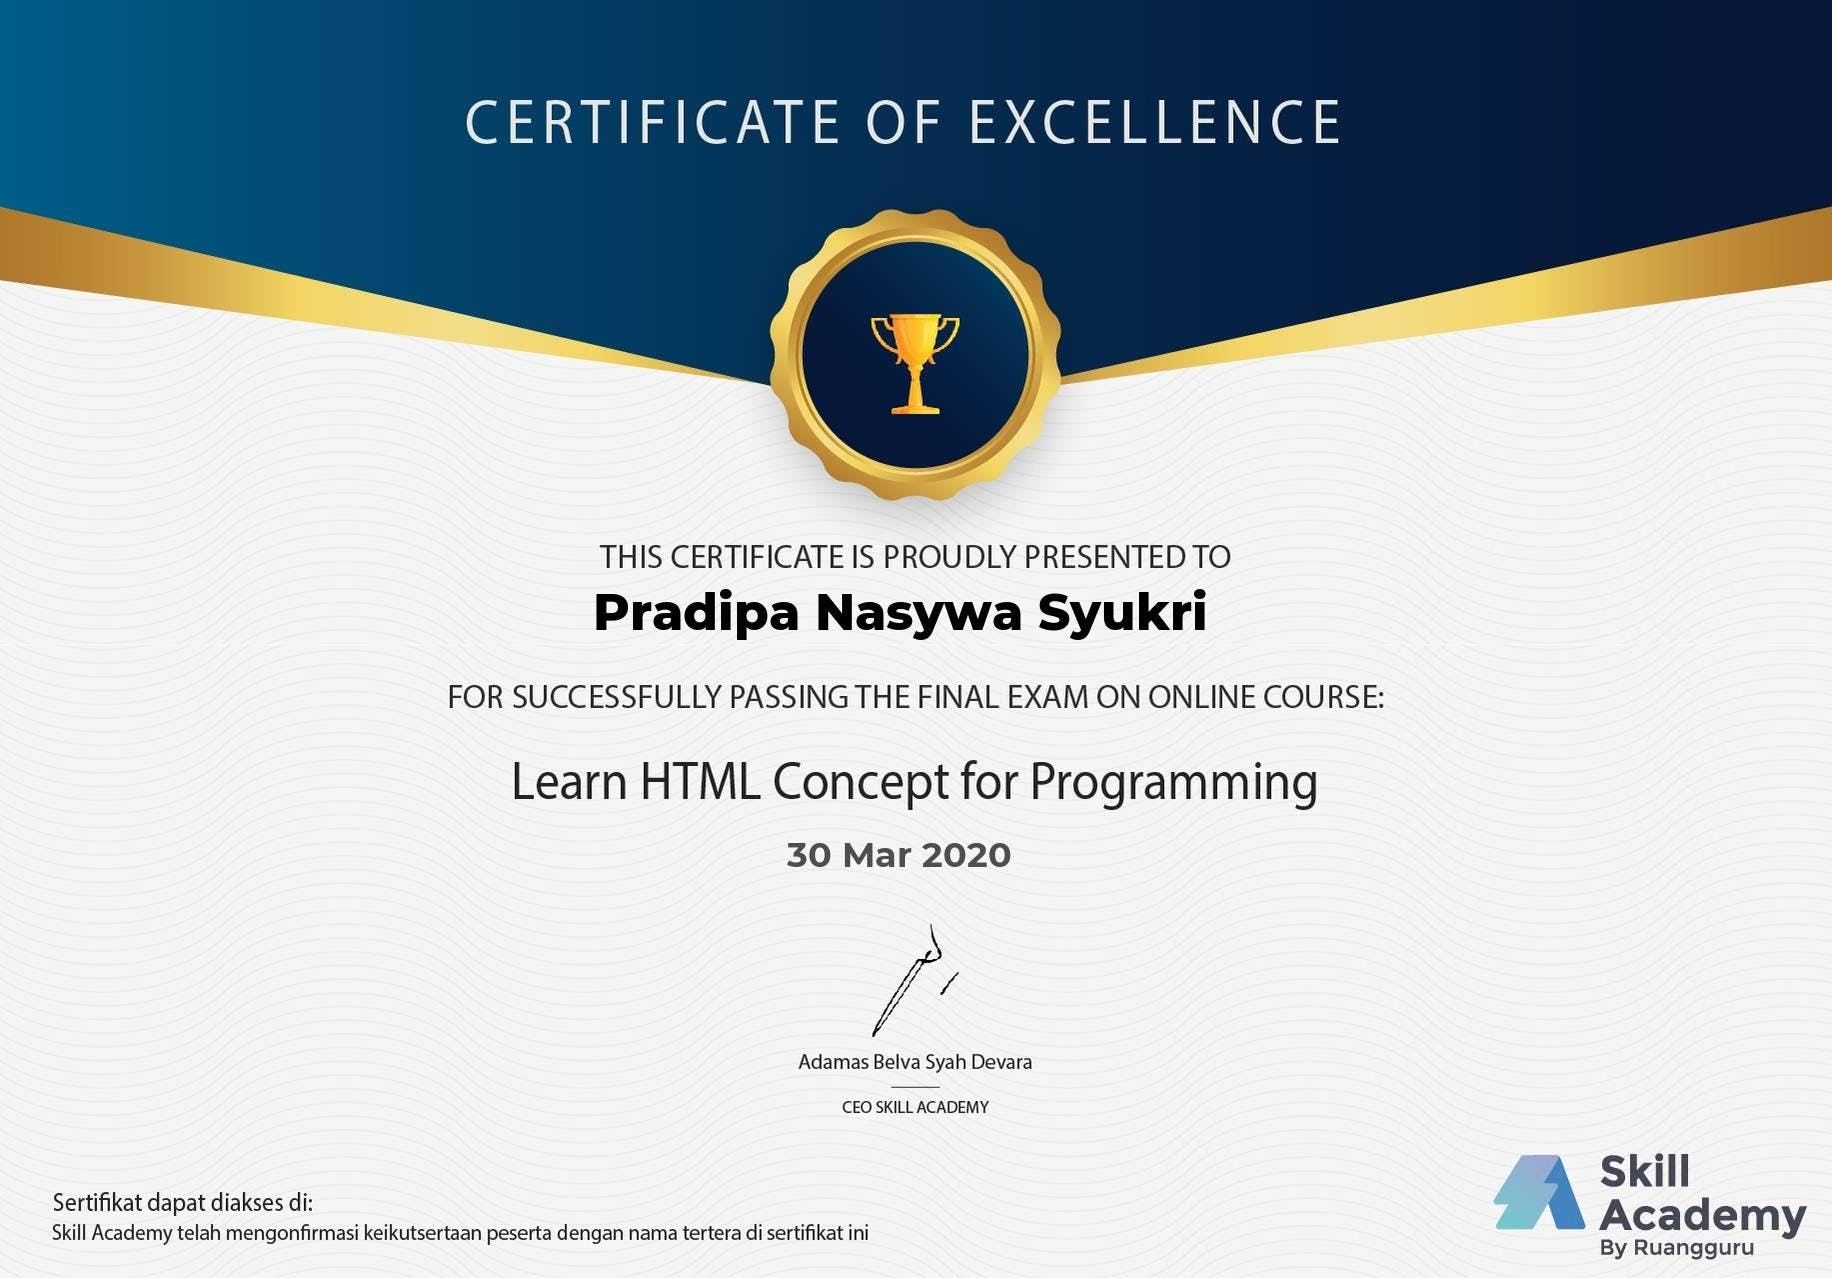 CERTIFICATE OF EXCELLENCE
THIS CERTIFICATE IS PROUDLY PRESENTED TO
Pradipa Nasywa Syukri
FOR SUCCESSFULLY PASSING THE FINAL EXAM ON ONLINE COURSE:
Learn HTML Concept for Programming
30 Mar 2020
Adamas Belva Syah Devara
CEO SKILL ACADEMY
Sertifikat dapat diakses di:
Skill Academy telah mengonfirmasi keikutsertaan peserta dengan nama tertera di sertifikat ini
Skill
Academy
By Ruangguru